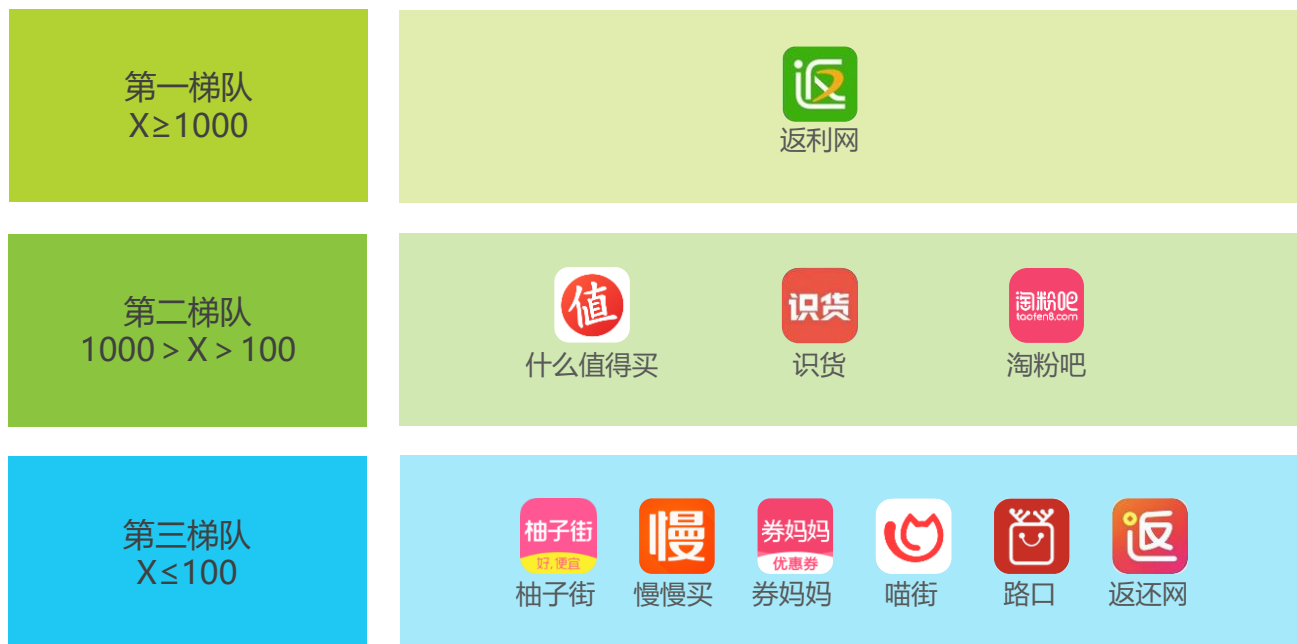 第一梯队
X≥1000
返
返利网
第二梯队
1000 > X > 100
值
识货
淘粉吧
toofen8.com
什么值得买
识货
淘粉吧
第三梯队
X≤100
柚子街
好.便宜
慢
券妈妈
优惠券
返
柚子街
慢慢买
券妈妈
喵街
路口
返还网